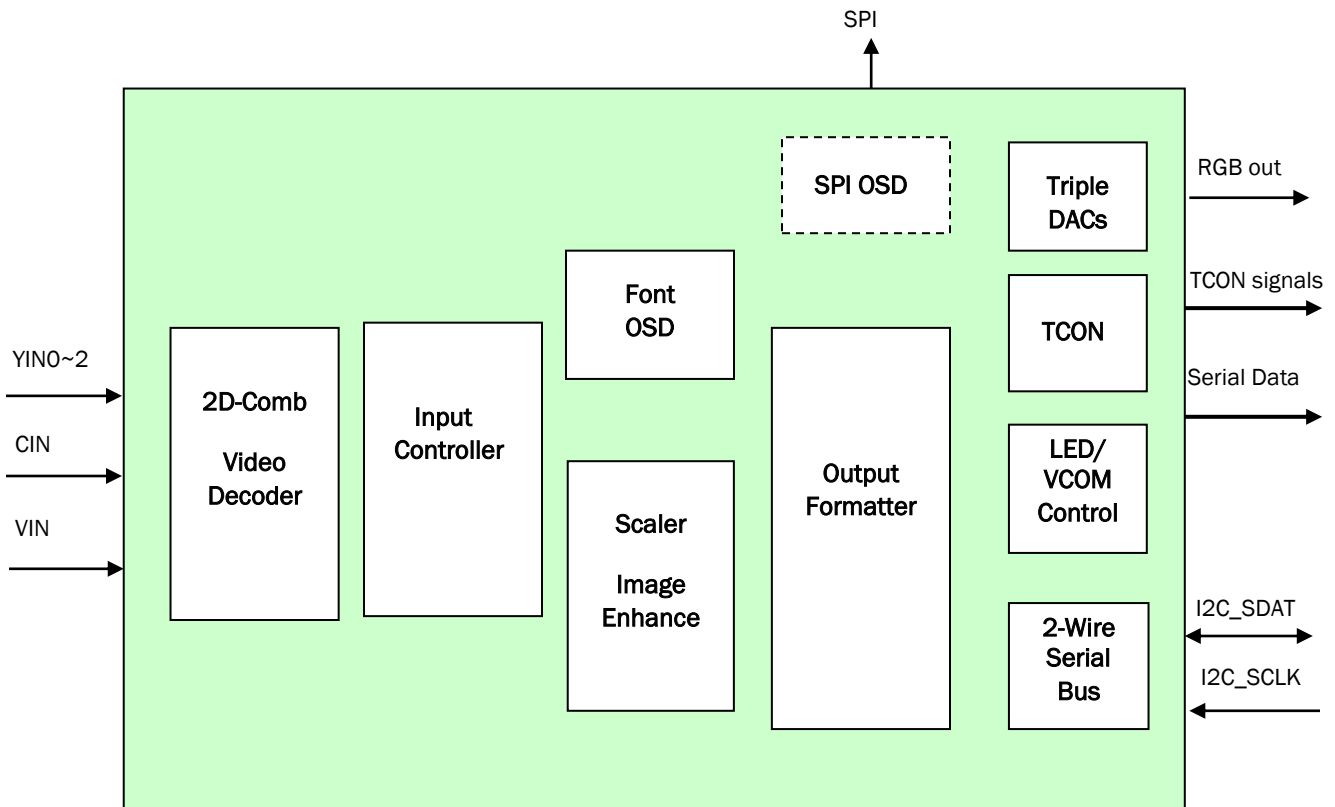 SPI
SPI OSD
Triple
DACs
RGB out
Font
OSD
TCON signals
TCON
YIN0~2
2D-Comb
Video
Decoder
Input
Controller
Serial Data
CIN
LED/
VCOM
Control
Output
Formatter
VIN
Scaler
Image
Enhance
2-Wire
Serial
Bus
I2C_SDAT
I2C_SCLK